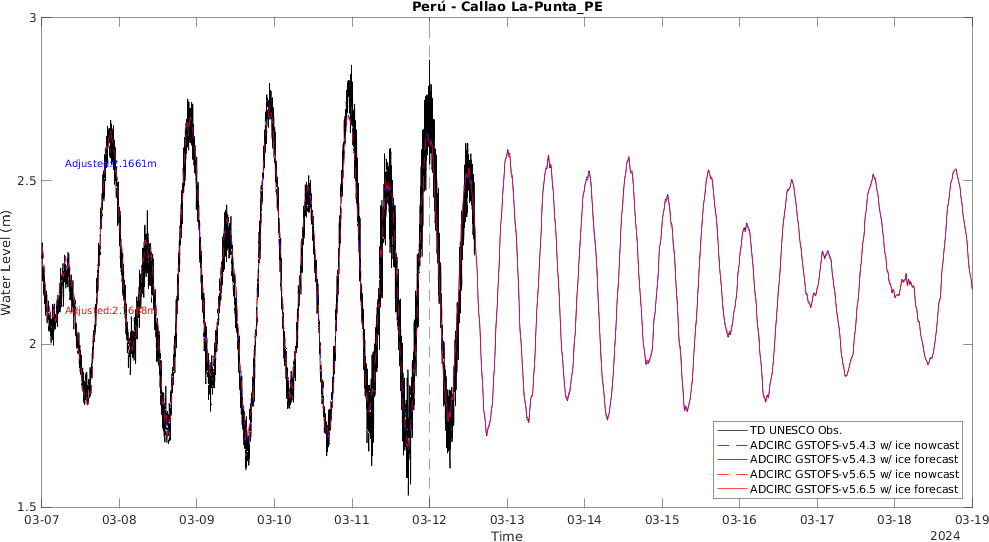 Perú - Callao La-Punta_PE
3
2.5
2
1.5
Water Level (m)
Adjusted:2.1661m
03-07
03-08
03-09
03-10
03-11
03-12
03-13
03-14
03-15
03-16
03-17
03-18
03-19
Time
2024
TD UNESCO Obs.
ADCIRC GSTOFS-v5.4.3 w/ ice nowcast
ADCIRC GSTOFS-v5.4.3 w/ ice forecast
ADCIRC GSTOFS-v5.6.5 w/ ice nowcast
ADCIRC GSTOFS-v5.6.5 w/ ice forecast